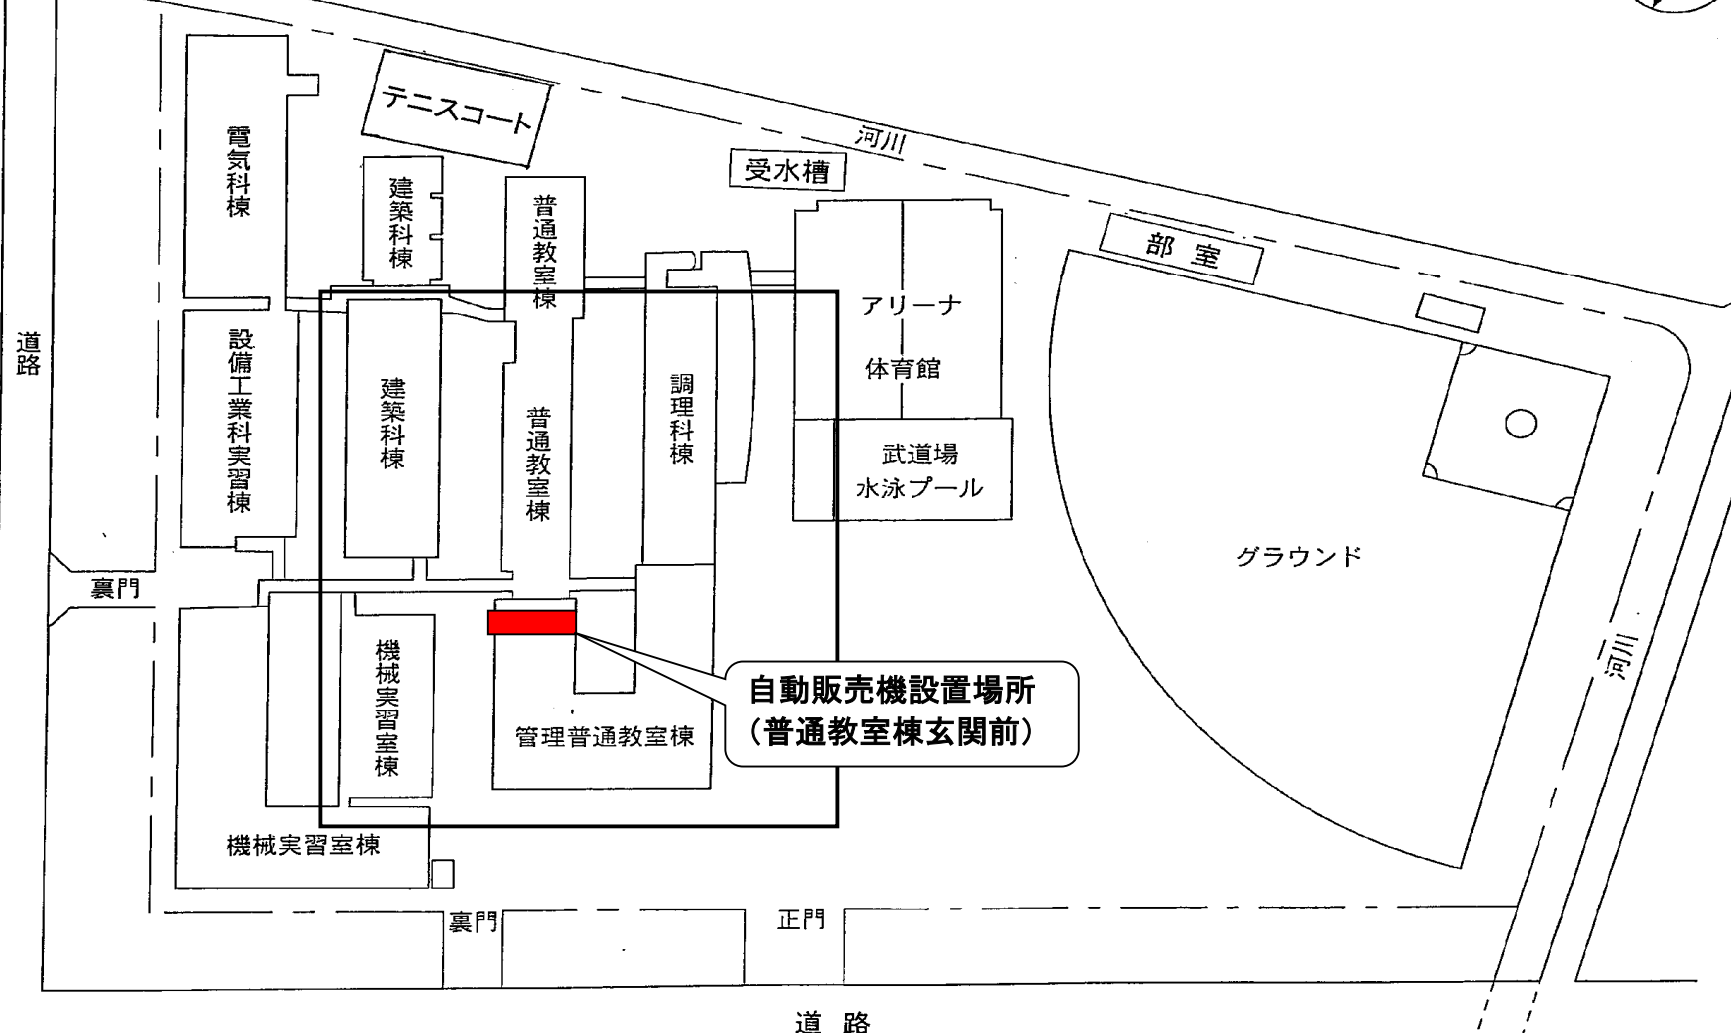 テニスコート
河川
電気科棟
受水槽
建築科棟
普通教室棟
部室
アリーナ
体育館
道路
設備工業科実習棟
建築科棟
普通教室棟
調理科棟
武道場
水泳プール
グラウンド
裏門
河川
機械実習室棟
自動販売機設置場所
(普通教室棟玄関前)
管理普通教室棟
機械実習室棟
裏門
正門
道路